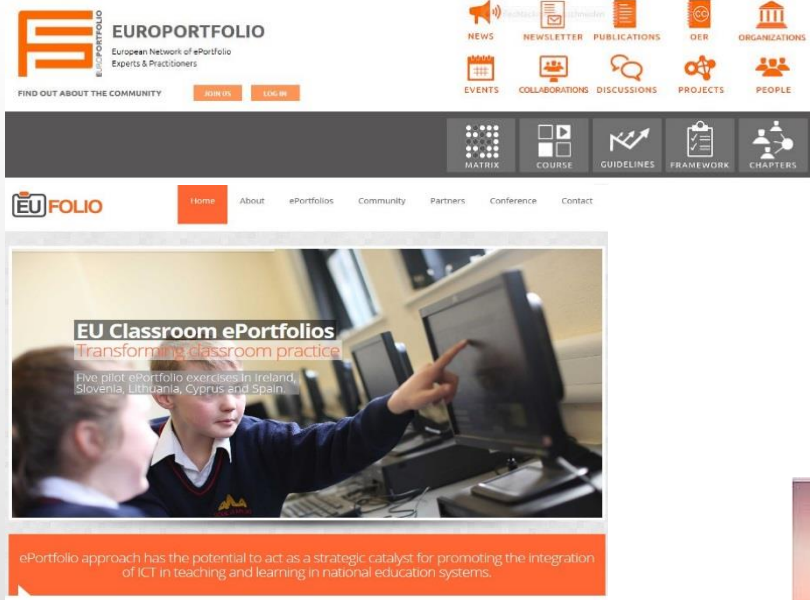 EUROPORTFOLIO
EUROPORTFOLIO
European Network of ePortfolio
Experts & Practitioners
FIND OUT ABOUT THE COMMUNITY
JOIN US
LOG IN
NEWS
NEWSLETTER
PUBLICATIONS
OER
ORGANIZATIONS
EVENTS
COLLABORATIONS
DISCUSSIONS
PROJECTS
PEOPLE
MATRIX
COURSE
GUIDELINES
FRAMEWORK
CHAPTERS
EUFOLIO
Home
About
ePortfolios
Community
Partners
Conference
Contact
EU Classroom ePortfolios
Transforming classroom practice
Five pilot ePortfolio exercises in Ireland,
Slovenia, Lithuania, Cyprus and Spain.
ePortfolio approach has the potential to act as a strategic catalyst for promoting the integration
of ICT in teaching and learning in national education systems.